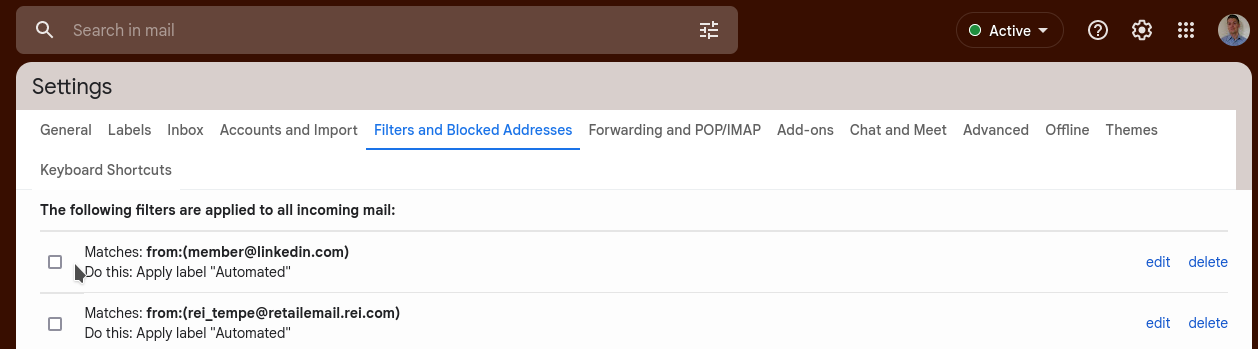 Search in mail
Active
Settings
General Labels Inbox Accounts and Import Filters and Blocked Addresses Forwarding and POP/IMAP Add-ons Chat and Meet Advanced Offline Themes
Keyboard Shortcuts
The following filters are applied to all incoming mail:
Matches: from:(member@linkedin.com)
Do this: Apply label "Automated"
edit delete
Matches: from:(rei_tempe@retailemail.rei.com)
Do this: Apply label "Automated"
edit delete